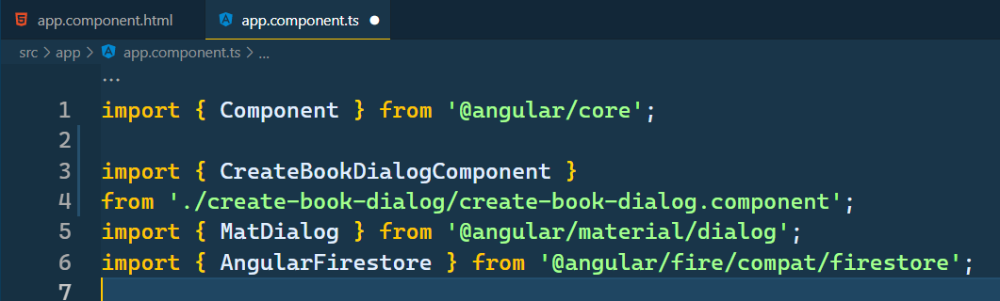 app.component.html
app.component.ts
src > app > app.component.ts > ...
...
1 import { Component } from '@angular/core';
2
3 import { CreateBookDialogComponent }
4 from './create-book-dialog/create-book-dialog.component';
5 import { MatDialog } from '@angular/material/dialog';
6 import { AngularFirestore } from '@angular/fire/compat/firestore';
7